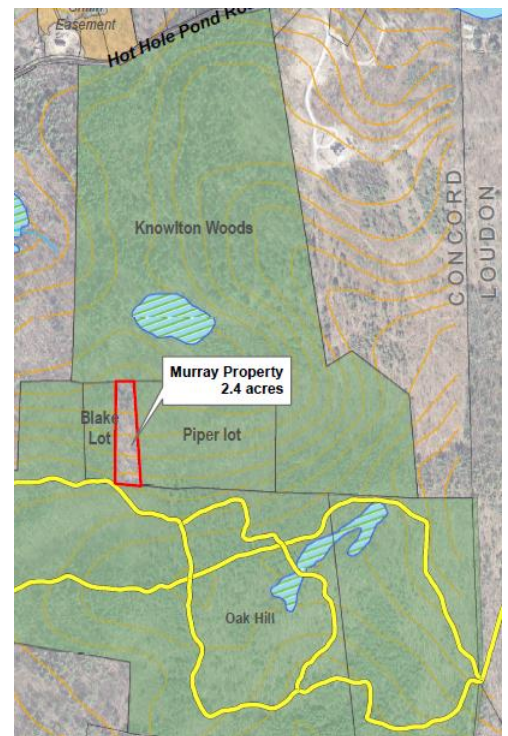 Easement
Hot Hole Pond Ro
Knowlton Woods
CONCORD
LOUDON
Murray Property
2.4 acres
Blake
Lot
Piper lot
Oak Hill